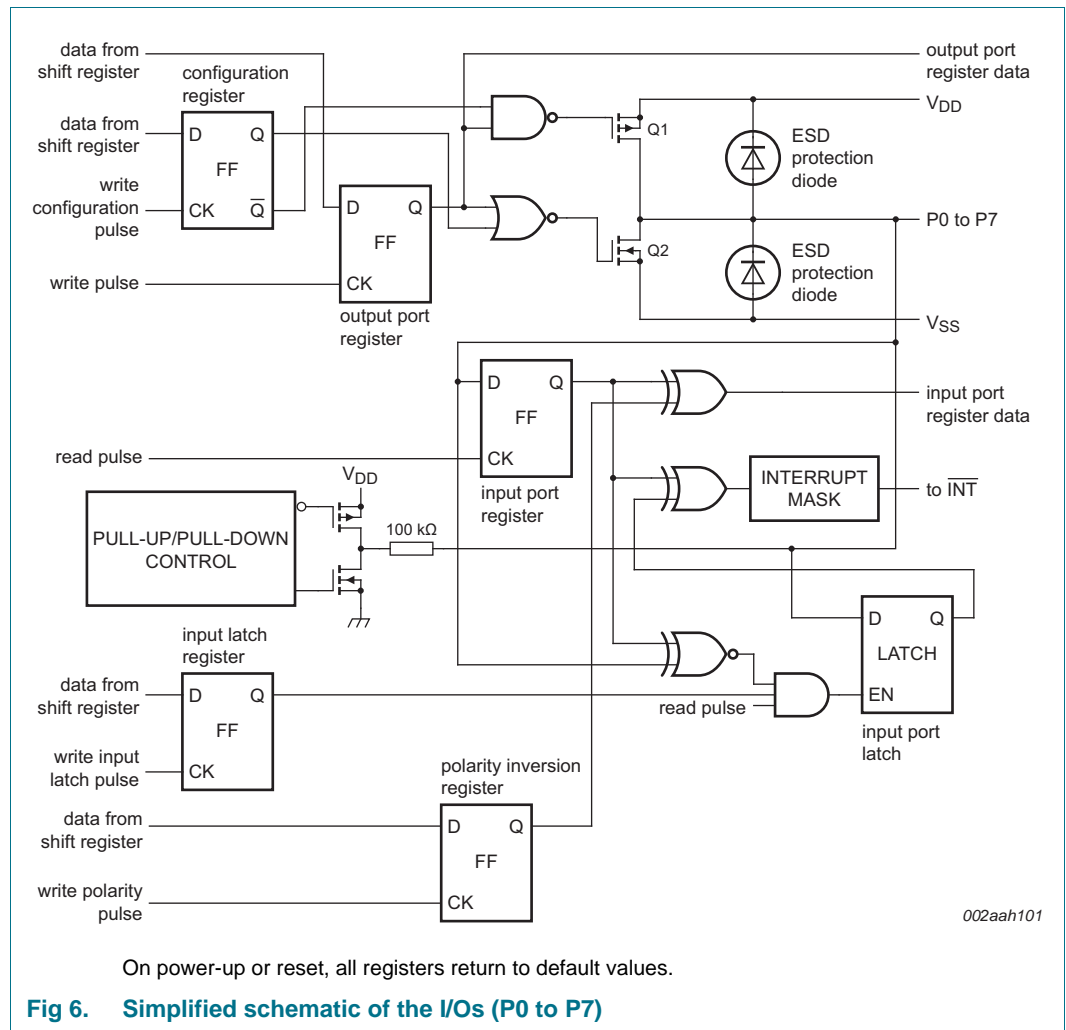 data from
shift register
configuration
register
output port
register data
data from
shift register
D
Q
FF
CK
Q̅
write
configuration
pulse
write pulse
D
Q
FF
CK
output port
register
Q1
Q2
VDD
ESD
protection
diode
P0 to P7
ESD
protection
diode
VSS
D
Q
FF
CK
input port
register
read pulse
input port
register data
INTERRUPT
MASK
to I̅N̅T̅
VDD
PULL-UP/PULL-DOWN
CONTROL
100 kΩ
D
Q
LATCH
EN
input port
latch
read pulse
input latch
register
data from
shift register
D
Q
FF
CK
write input
latch pulse
polarity inversion
register
data from
shift register
D
Q
FF
CK
write polarity
pulse
002aah101
On power-up or reset, all registers return to default values.
Fig 6. Simplified schematic of the I/Os (P0 to P7)